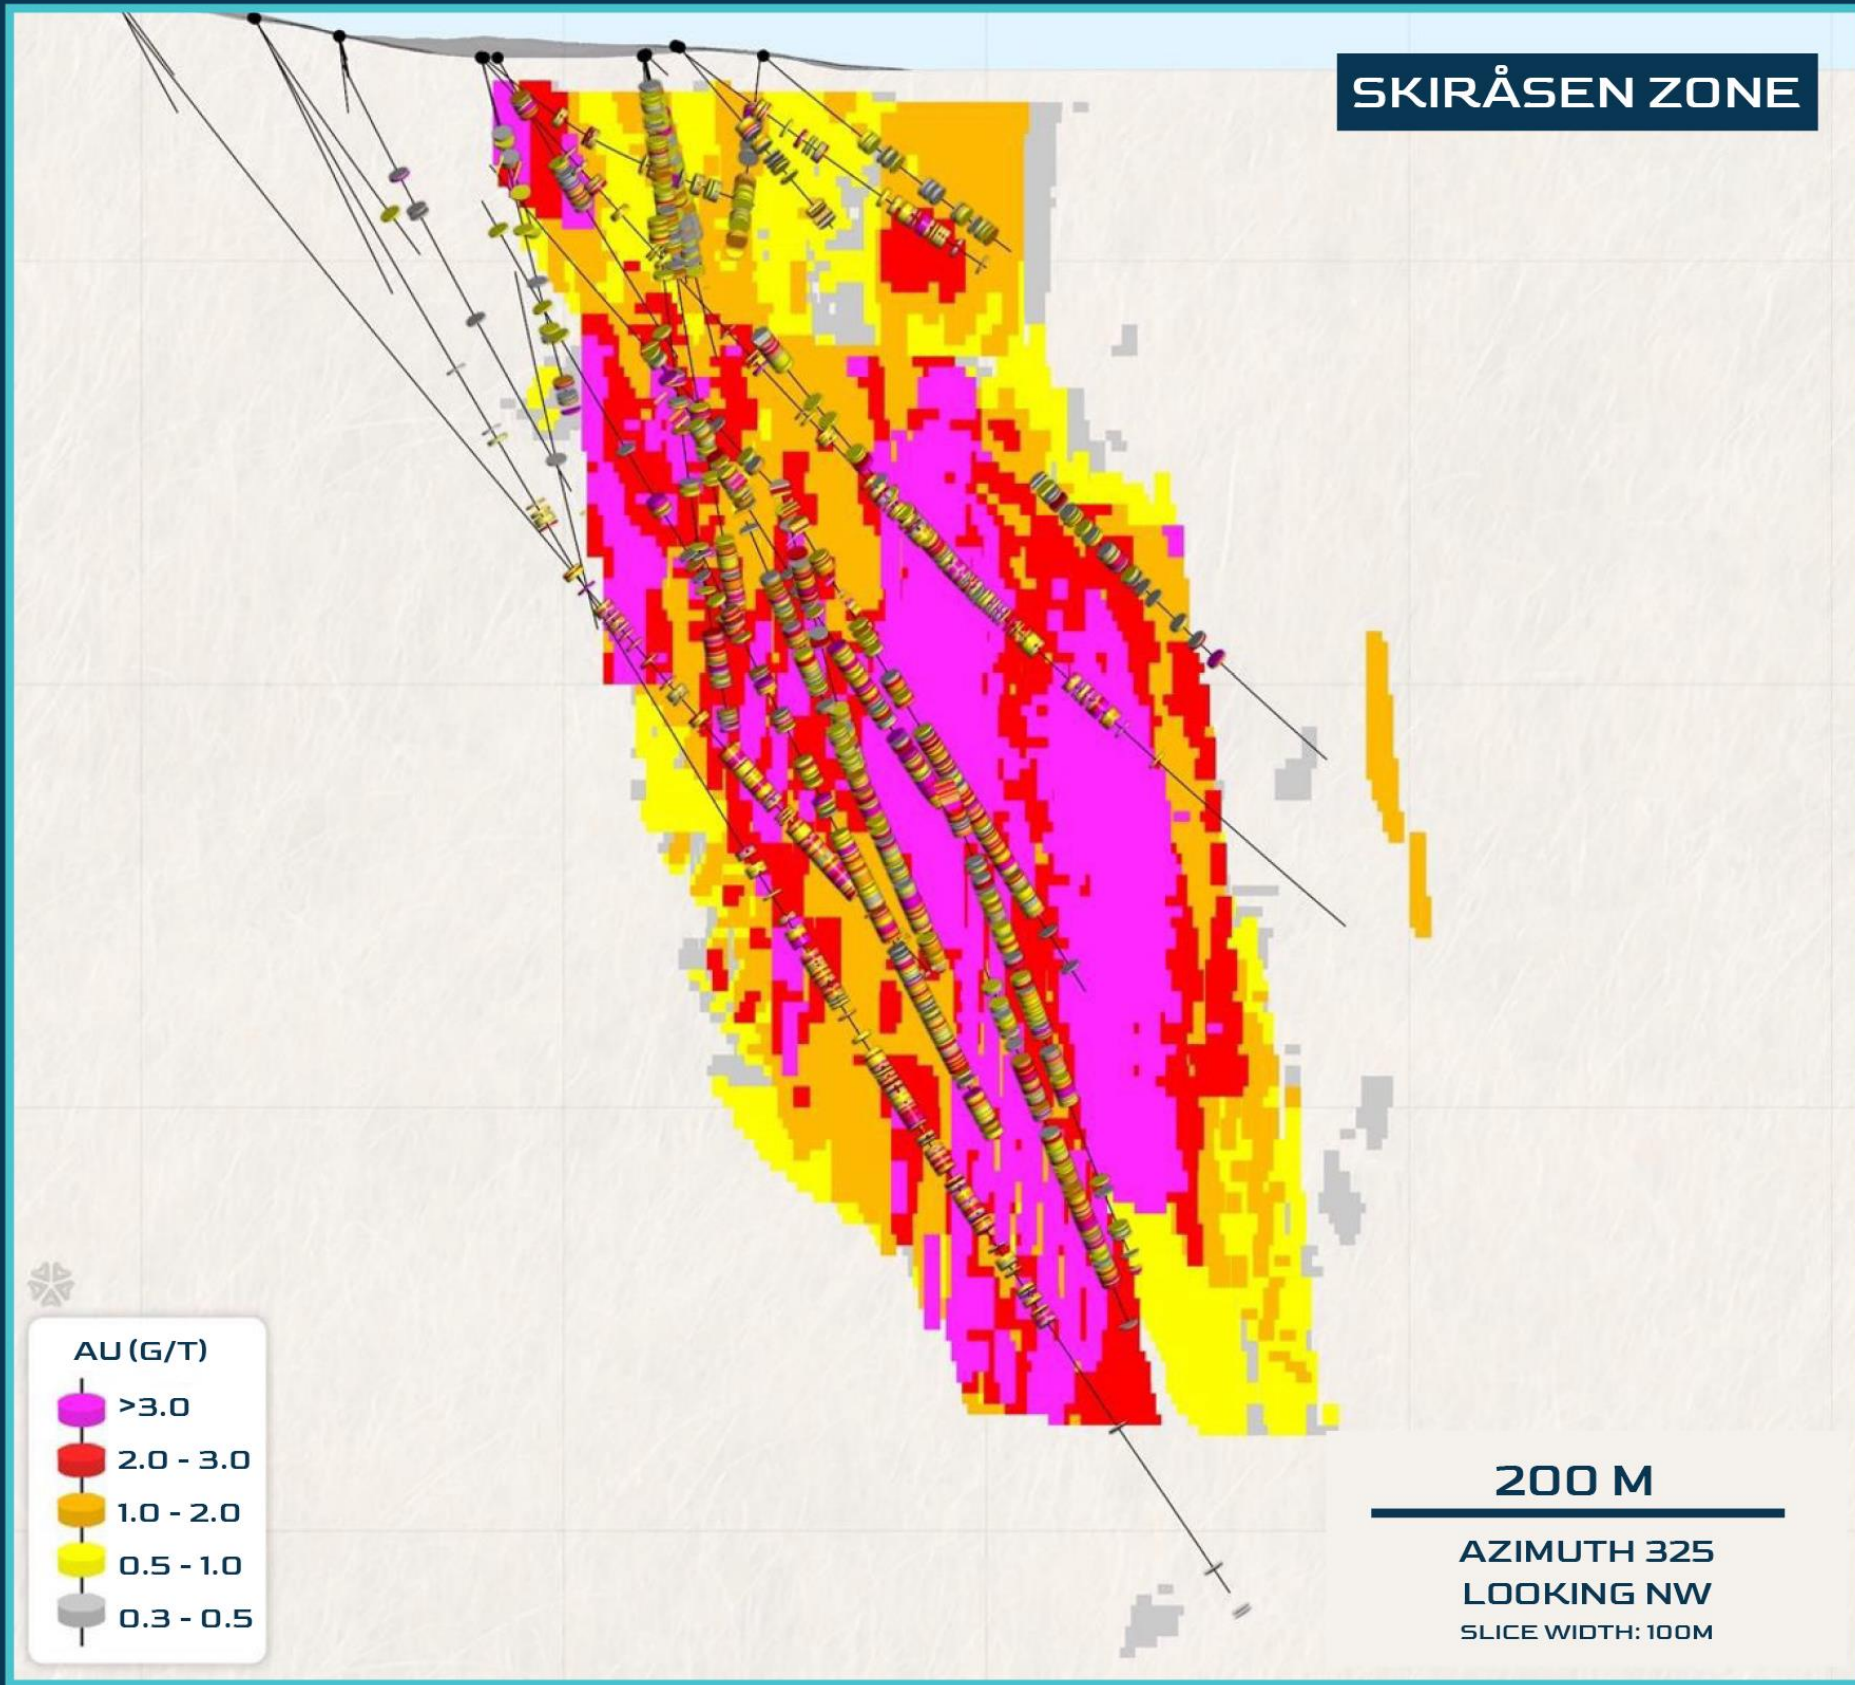 SKIRÅSEN ZONE
AU (G/T)
>3.0
2.0 - 3.0
1.0 - 2.0
0.5 - 1.0
0.3 - 0.5
200 M
AZIMUTH 325
LOOKING NW
SLICE WIDTH: 100M